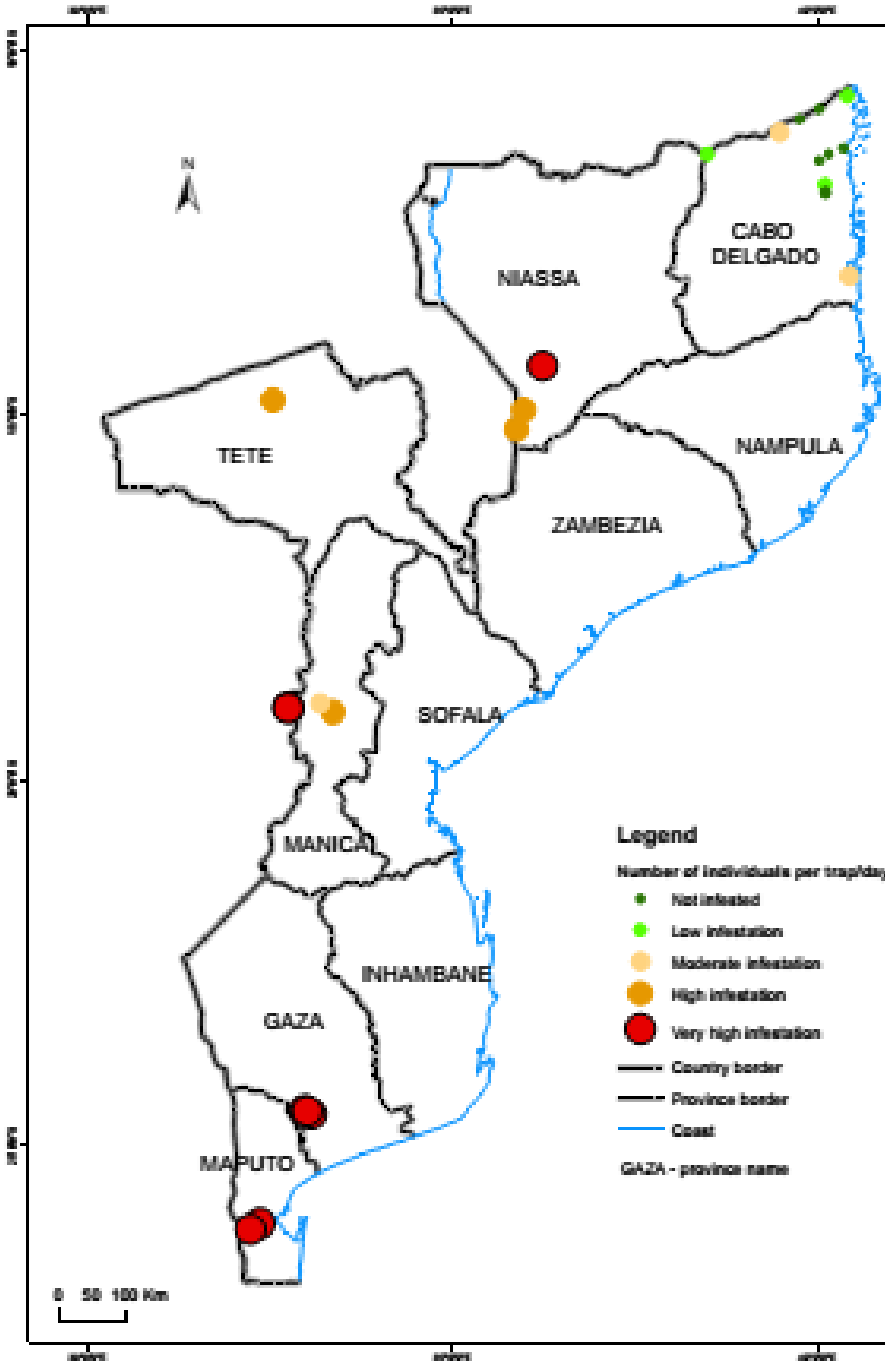 N
CABO
DELGADO
NIASSA
NAMPULA
TETE
ZAMBEZIA
SOFALA
MANICA
INHAMBANE
GAZA
MAPUTO
Legend
Number of individuals per trap/day
Not infested
Low infestation
Moderate infestation
High infestation
Very high infestation
Country border
Province border
Coast
GAZA - province name
0 50 100 Km